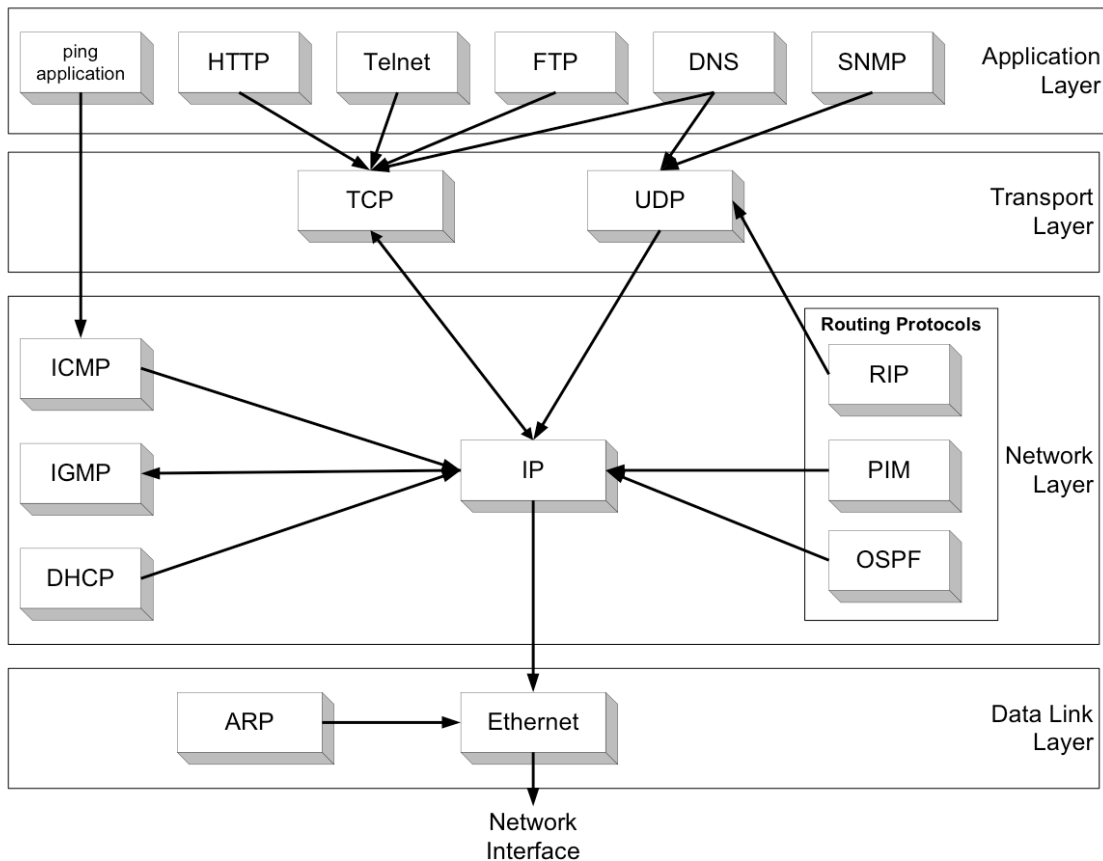 ping
application
HTTP
Telnet
FTP
DNS
SNMP
Application
Layer
TCP
UDP
Transport
Layer
Routing Protocols
ICMP
RIP
IGMP
IP
PIM
Network
Layer
DHCP
OSPF
ARP
Ethernet
Data Link
Layer
Network
Interface